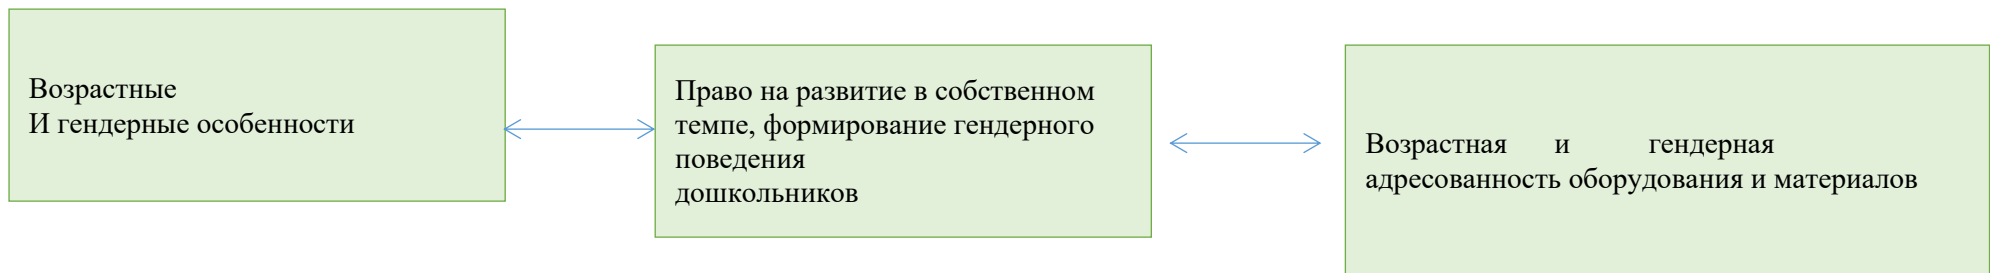 Возрастные
И гендерные особенности
Право на развитие в собственном
темпе, формирование гендерного
поведения
дошкольников
Возрастная и гендерная
адресованность оборудования и материалов